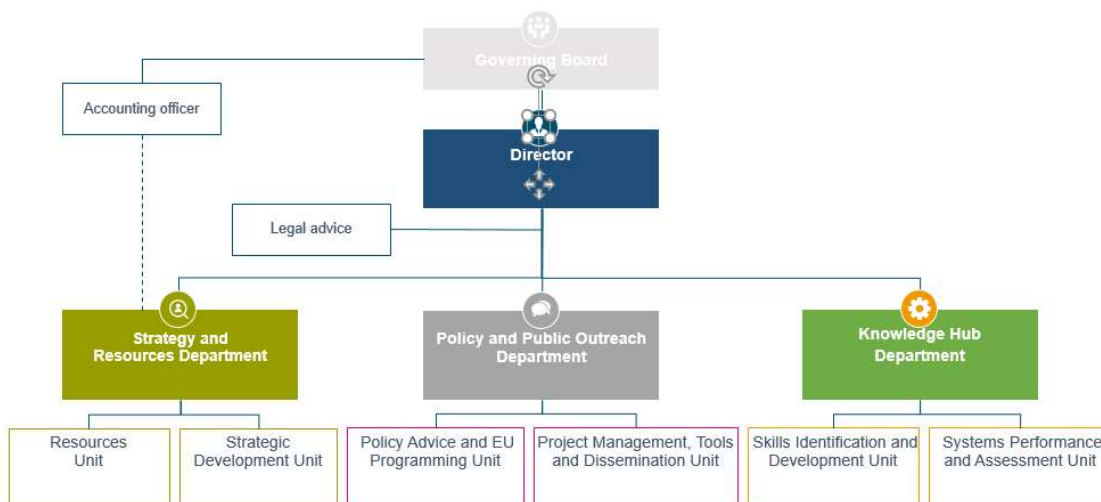 Governing Board
Accounting officer
Director
Legal advice
Strategy and
Resources Department
Policy and Public Outreach
Department
Knowledge Hub
Department
Resources
Unit
Strategic
Development Unit
Policy Advice and EU
Programming Unit
Project Management, Tools
and Dissemination Unit
Skills Identification and
Development Unit
Systems Performance
and Assessment Unit